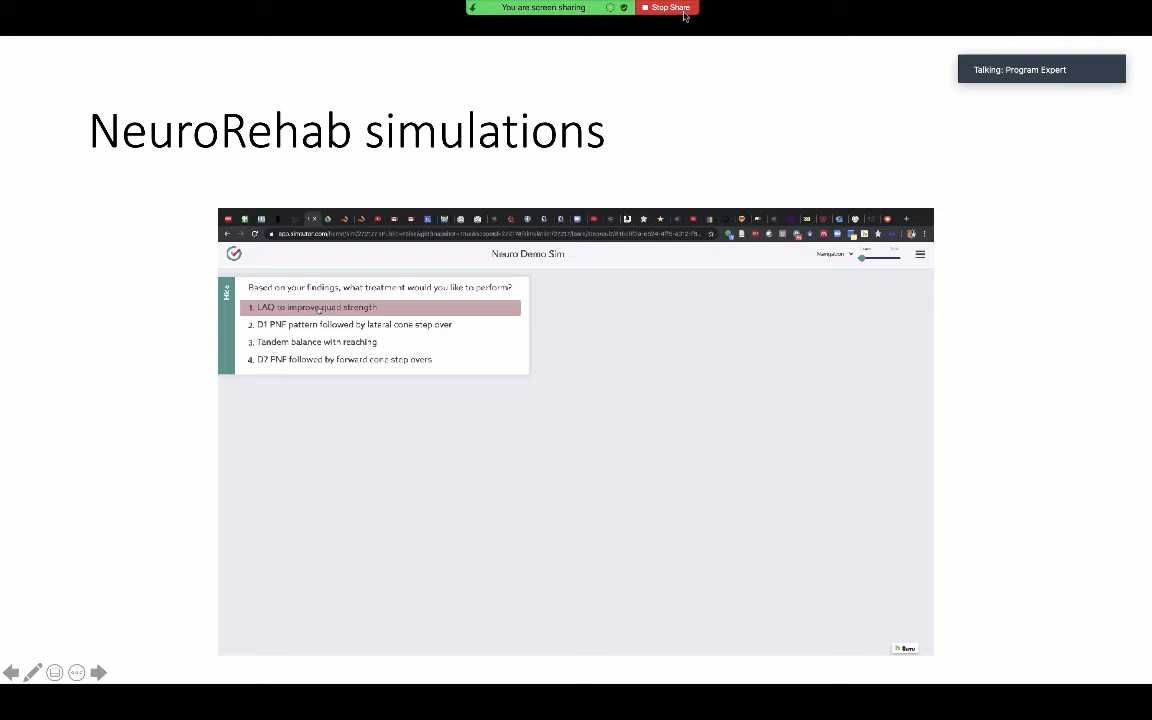 You are screen sharing
Stop Share
Talking: Program Expert
NeuroRehab simulations
Neuro Demo Sim
Navigation
Hide
Based on your findings, what treatment would you like to perform?
1. LAQ to improve quad strength
2. D1 PNF pattern followed by lateral cone step over
3. Tandem balance with reaching
4. D2 PNF followed by forward cone step overs